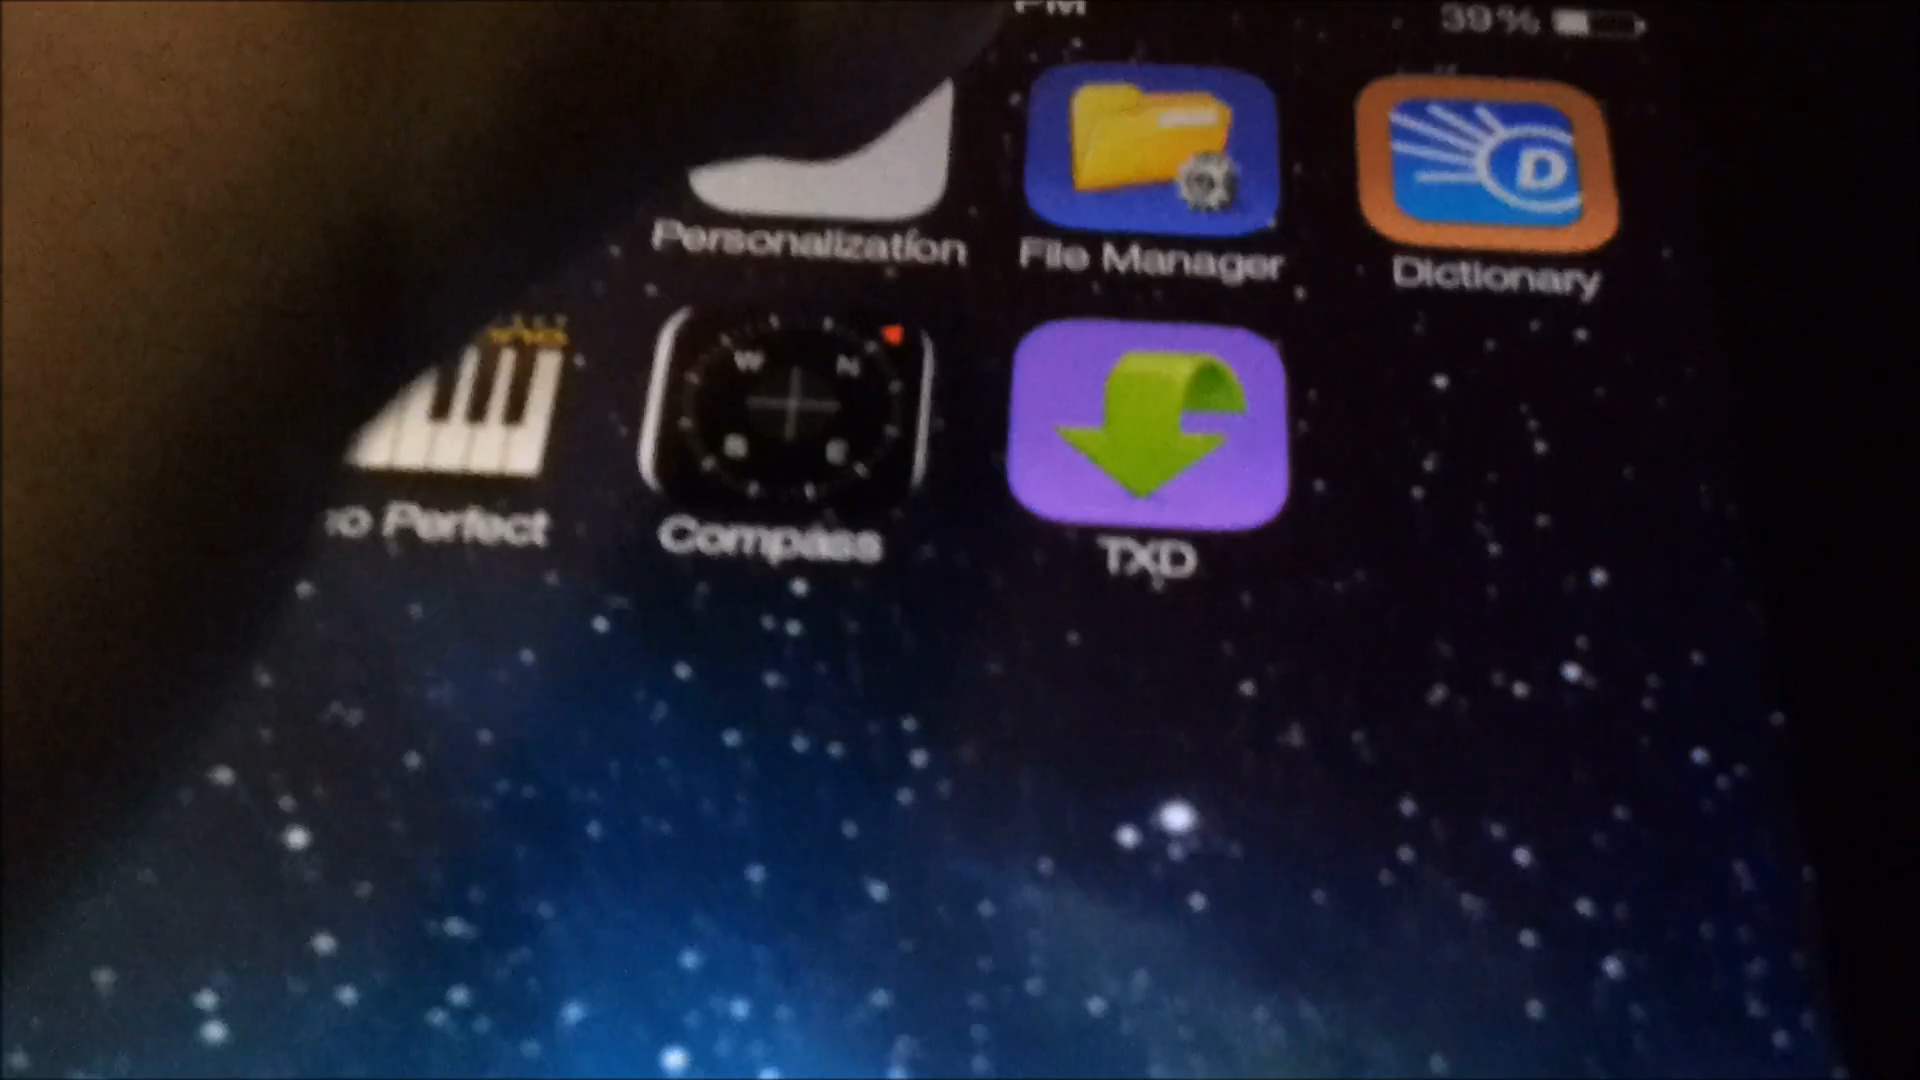 PM 39%
Personalization File Manager Dictionary
D
W N
E
Perfect Compass TXD